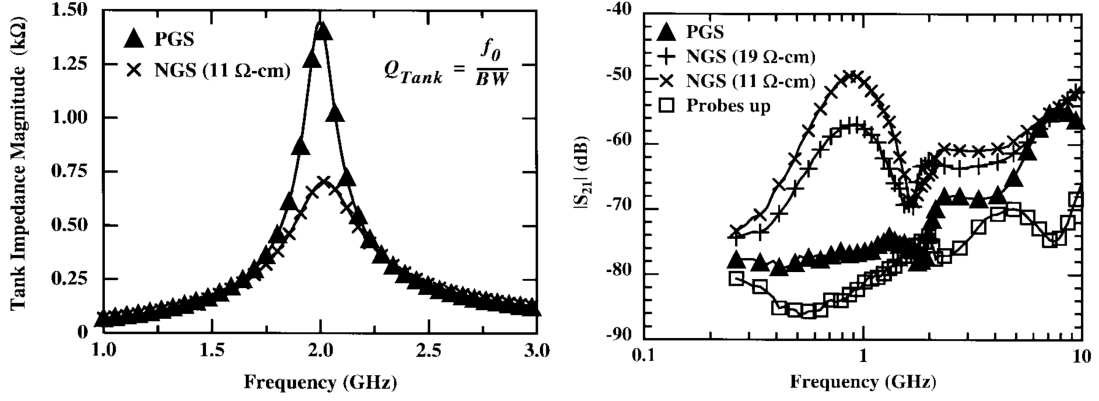 1.50
1.25
1.00
0.75
0.50
0.25
0
Tank Impedance Magnitude (kΩ)
PGS
NGS (11 Ω-cm)
Q_Tank = f_0 / BW
1.0 1.5 2.0 2.5 3.0
Frequency (GHz)
-40
-50
-60
-70
-80
-90
|S_21| (dB)
PGS
NGS (19 Ω-cm)
NGS (11 Ω-cm)
Probes up
0.1 1 10
Frequency (GHz)